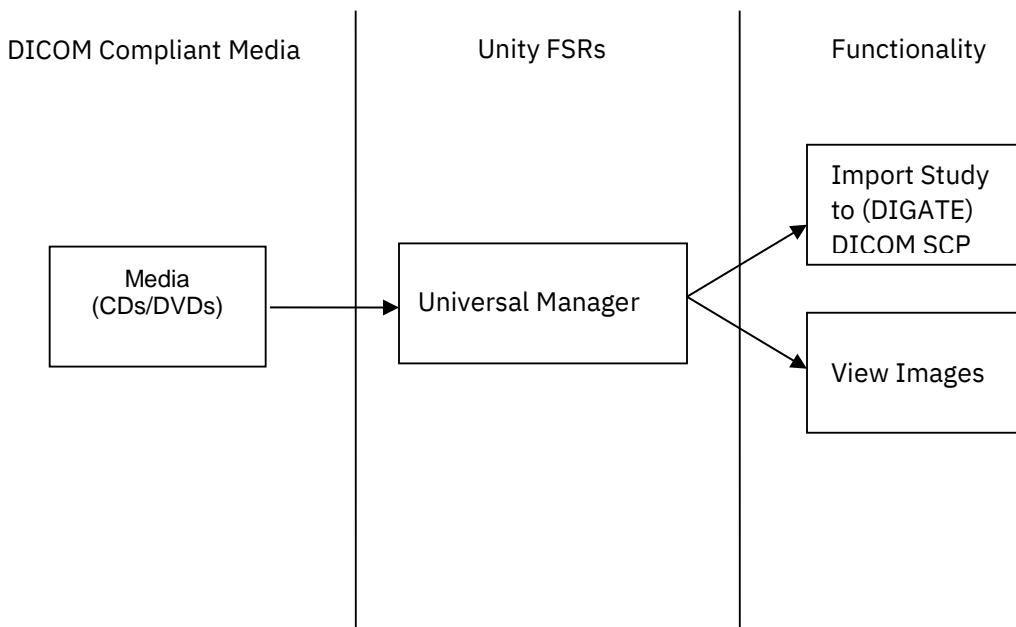 DICOM Compliant Media
Unity FSRs
Functionality
Media
(CDs/DVDs)
Universal Manager
Import Study
to (DIGATE)
DICOM SCP
View Images